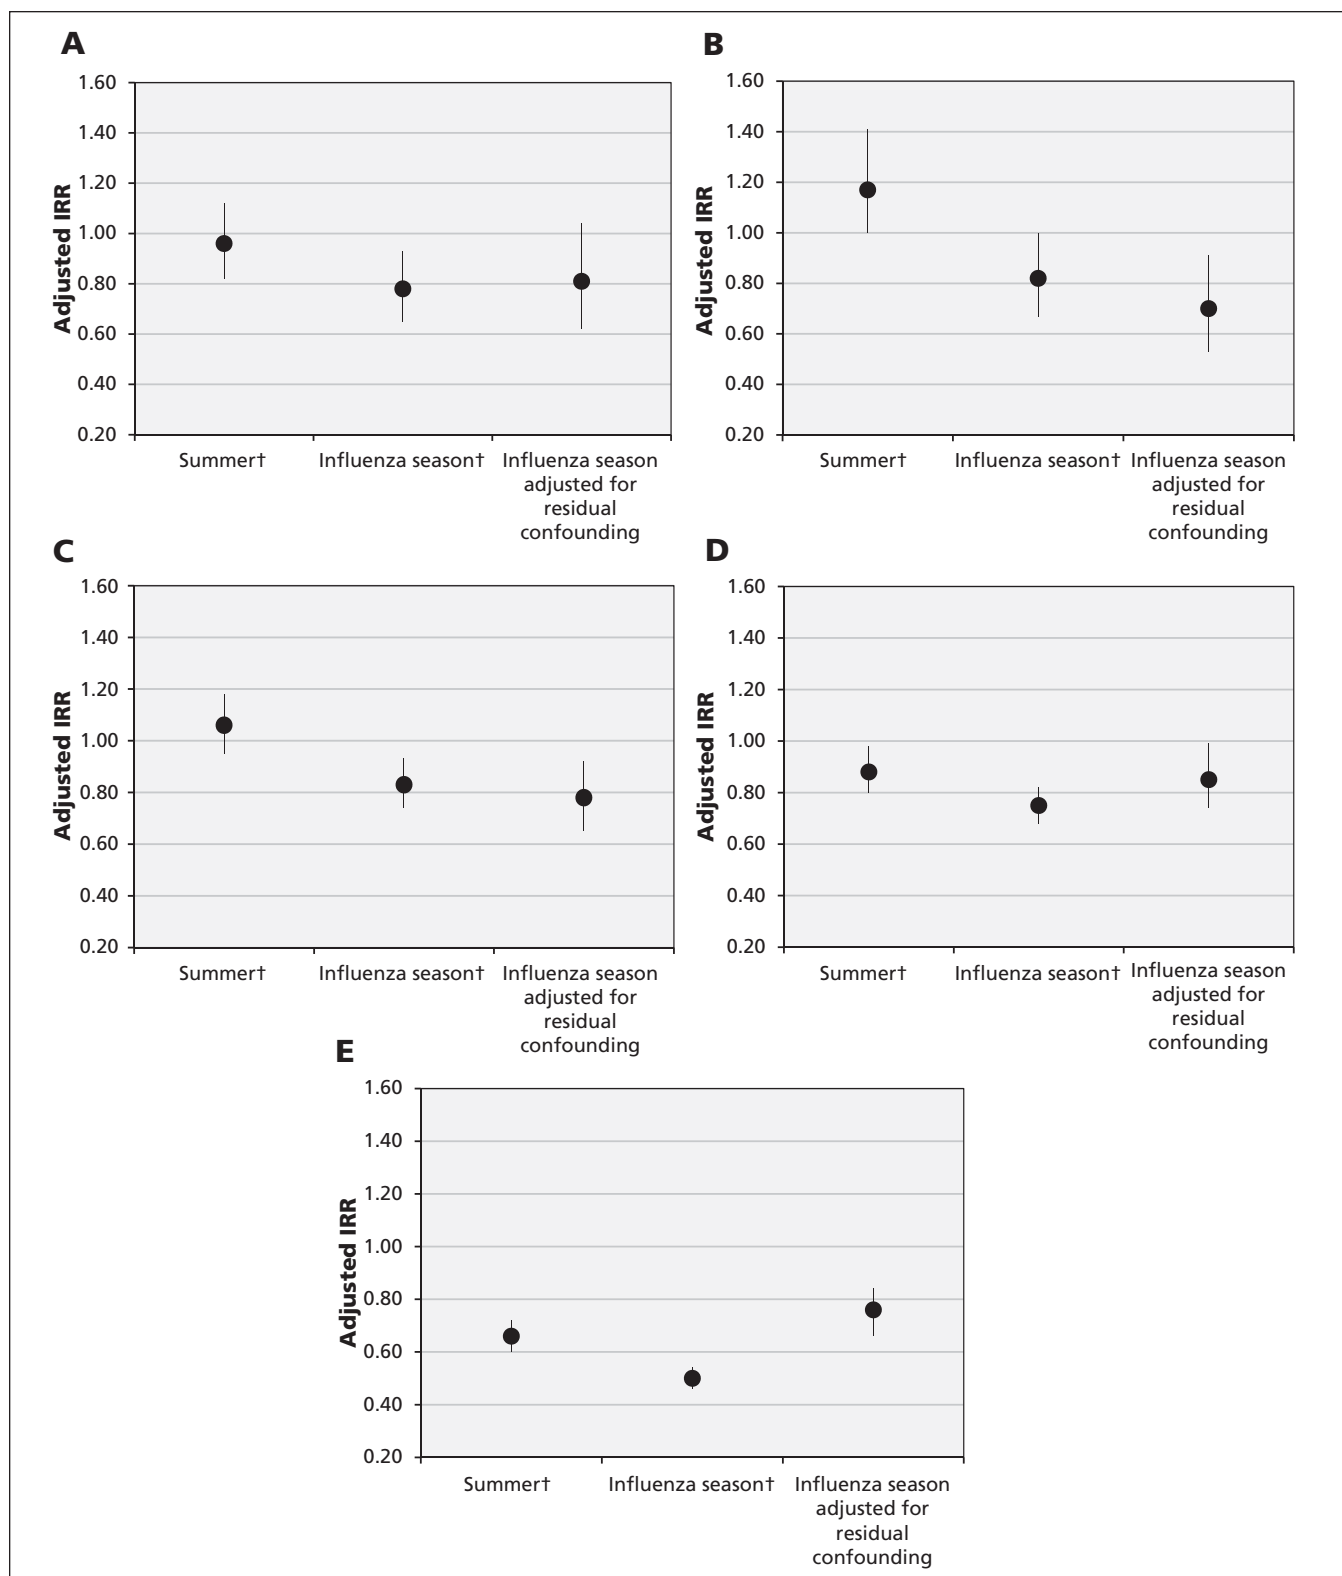 A
Adjusted IRR
1.60
1.40
1.20
1.00
0.80
0.60
0.40
0.20
Summer†
Influenza season†
Influenza season
adjusted for
residual
confounding
B
Adjusted IRR
1.60
1.40
1.20
1.00
0.80
0.60
0.40
0.20
Summer†
Influenza season†
Influenza season
adjusted for
residual
confounding
C
Adjusted IRR
1.60
1.40
1.20
1.00
0.80
0.60
0.40
0.20
Summer†
Influenza season†
Influenza season
adjusted for
residual
confounding
D
Adjusted IRR
1.60
1.40
1.20
1.00
0.80
0.60
0.40
0.20
Summer†
Influenza season†
Influenza season
adjusted for
residual
confounding
E
Adjusted IRR
1.60
1.40
1.20
1.00
0.80
0.60
0.40
0.20
Summer†
Influenza season†
Influenza season
adjusted for
residual
confounding